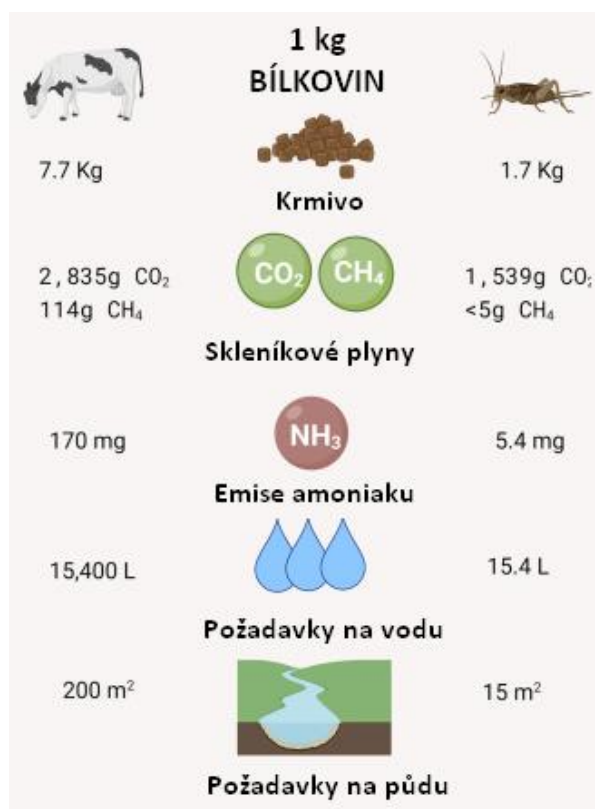 1 kg
BÍLKOVIN
7.7 Kg
1.7 Kg
Krmivo
2,835g CO₂
114g CH₄
CO₂ CH₄
1,539g CO₂
<5g CH₄
Skleníkové plyny
170 mg
NH₃
5.4 mg
Emise amoniaku
15,400 L
15.4 L
Požadavky na vodu
200 m²
15 m²
Požadavky na půdu